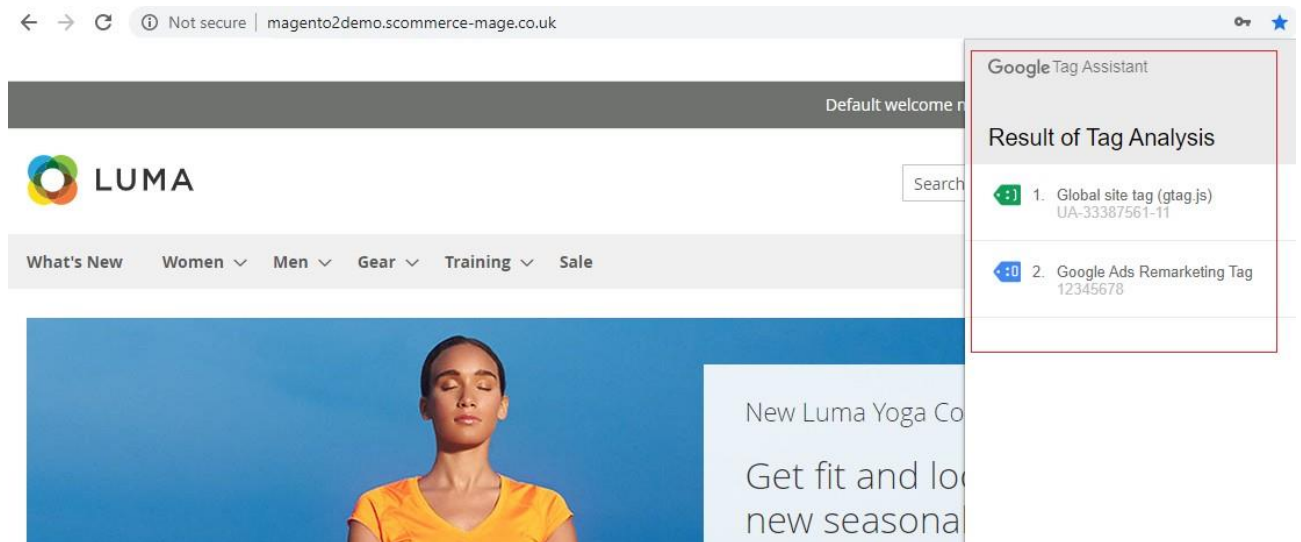 Not secure | magento2demo.scommerce-mage.co.uk
Google Tag Assistant
Default welcome
Result of Tag Analysis
LUMA
Search
1. Global site tag (gtag.js)
UA-33387561-11
What's New Women Men Gear Training Sale
2. Google Ads Remarketing Tag
12345678
New Luma Yoga Co
Get fit and loo
new seasonal